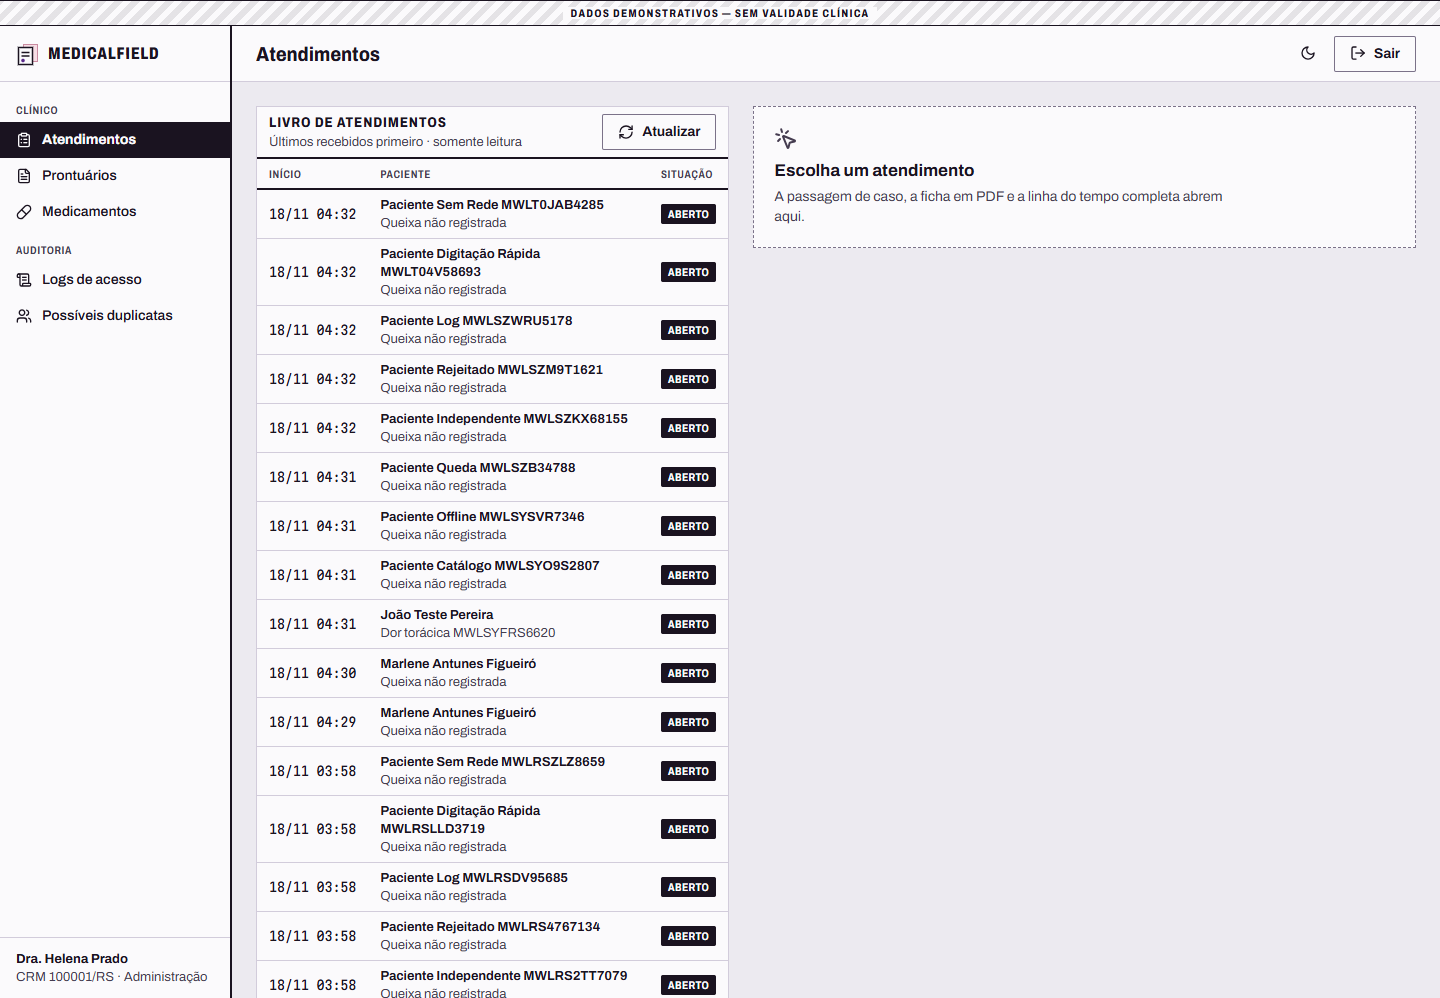 DADOS DEMONSTRATIVOS — SEM VALIDADE CLÍNICA
MEDICALFIELD
Atendimentos
Sair
CLÍNICO
Atendimentos
Prontuários
Medicamentos
AUDITORIA
Logs de acesso
Possíveis duplicatas
Dra. Helena Prado
CRM 100001/RS · Administração
LIVRO DE ATENDIMENTOS
Últimos recebidos primeiro · somente leitura
Atualizar
INÍCIO PACIENTE SITUAÇÃO
18/11 04:32 Paciente Sem Rede MWLT0JAB4285 ABERTO
Queixa não registrada
18/11 04:32 Paciente Digitação Rápida ABERTO
MWLT04V58693
Queixa não registrada
18/11 04:32 Paciente Log MWLSZWRU5178 ABERTO
Queixa não registrada
18/11 04:32 Paciente Rejeitado MWLSZM9T1621 ABERTO
Queixa não registrada
18/11 04:32 Paciente Independente MWLSZKX68155 ABERTO
Queixa não registrada
18/11 04:31 Paciente Queda MWLSZB34788 ABERTO
Queixa não registrada
18/11 04:31 Paciente Offline MWLSYSVR7346 ABERTO
Queixa não registrada
18/11 04:31 Paciente Catálogo MWLSYO9S2807 ABERTO
Queixa não registrada
18/11 04:31 João Teste Pereira ABERTO
Dor torácica MWLSYFRS6620
18/11 04:30 Marlene Antunes Figueiró ABERTO
Queixa não registrada
18/11 04:29 Marlene Antunes Figueiró ABERTO
Queixa não registrada
18/11 03:58 Paciente Sem Rede MWLRSZLZ8659 ABERTO
Queixa não registrada
18/11 03:58 Paciente Digitação Rápida ABERTO
MWLRSLLD3719
Queixa não registrada
18/11 03:58 Paciente Log MWLRSDV95685 ABERTO
Queixa não registrada
18/11 03:58 Paciente Rejeitado MWLRS4767134 ABERTO
Queixa não registrada
18/11 03:58 Paciente Independente MWLRS2TT7079 ABERTO
Queixa não registrada
Escolha um atendimento
A passagem de caso, a ficha em PDF e a linha do tempo completa abrem
aqui.